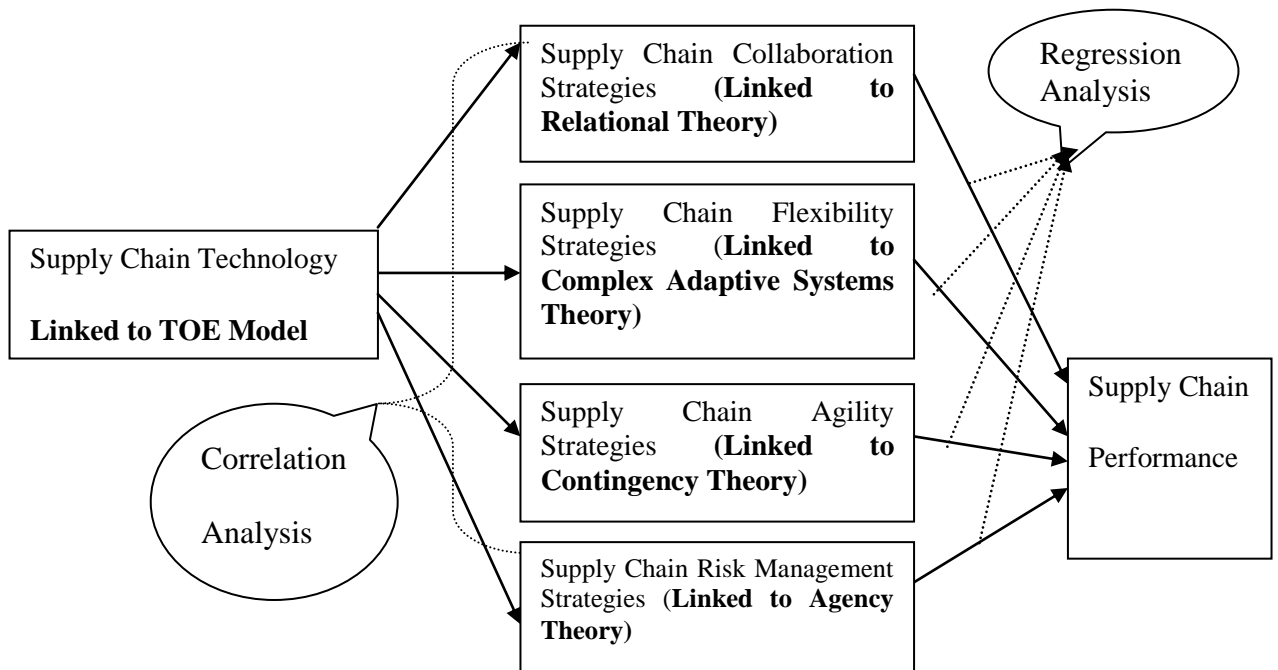 Supply Chain Technology
Linked to TOE Model
Correlation
Analysis
Supply Chain Collaboration
Strategies (Linked to
Relational Theory)
Supply Chain Flexibility
Strategies (Linked to
Complex Adaptive Systems
Theory)
Supply Chain Agility
Strategies (Linked to
Contingency Theory)
Supply Chain Risk Management
Strategies (Linked to Agency
Theory)
Regression
Analysis
Supply Chain
Performance